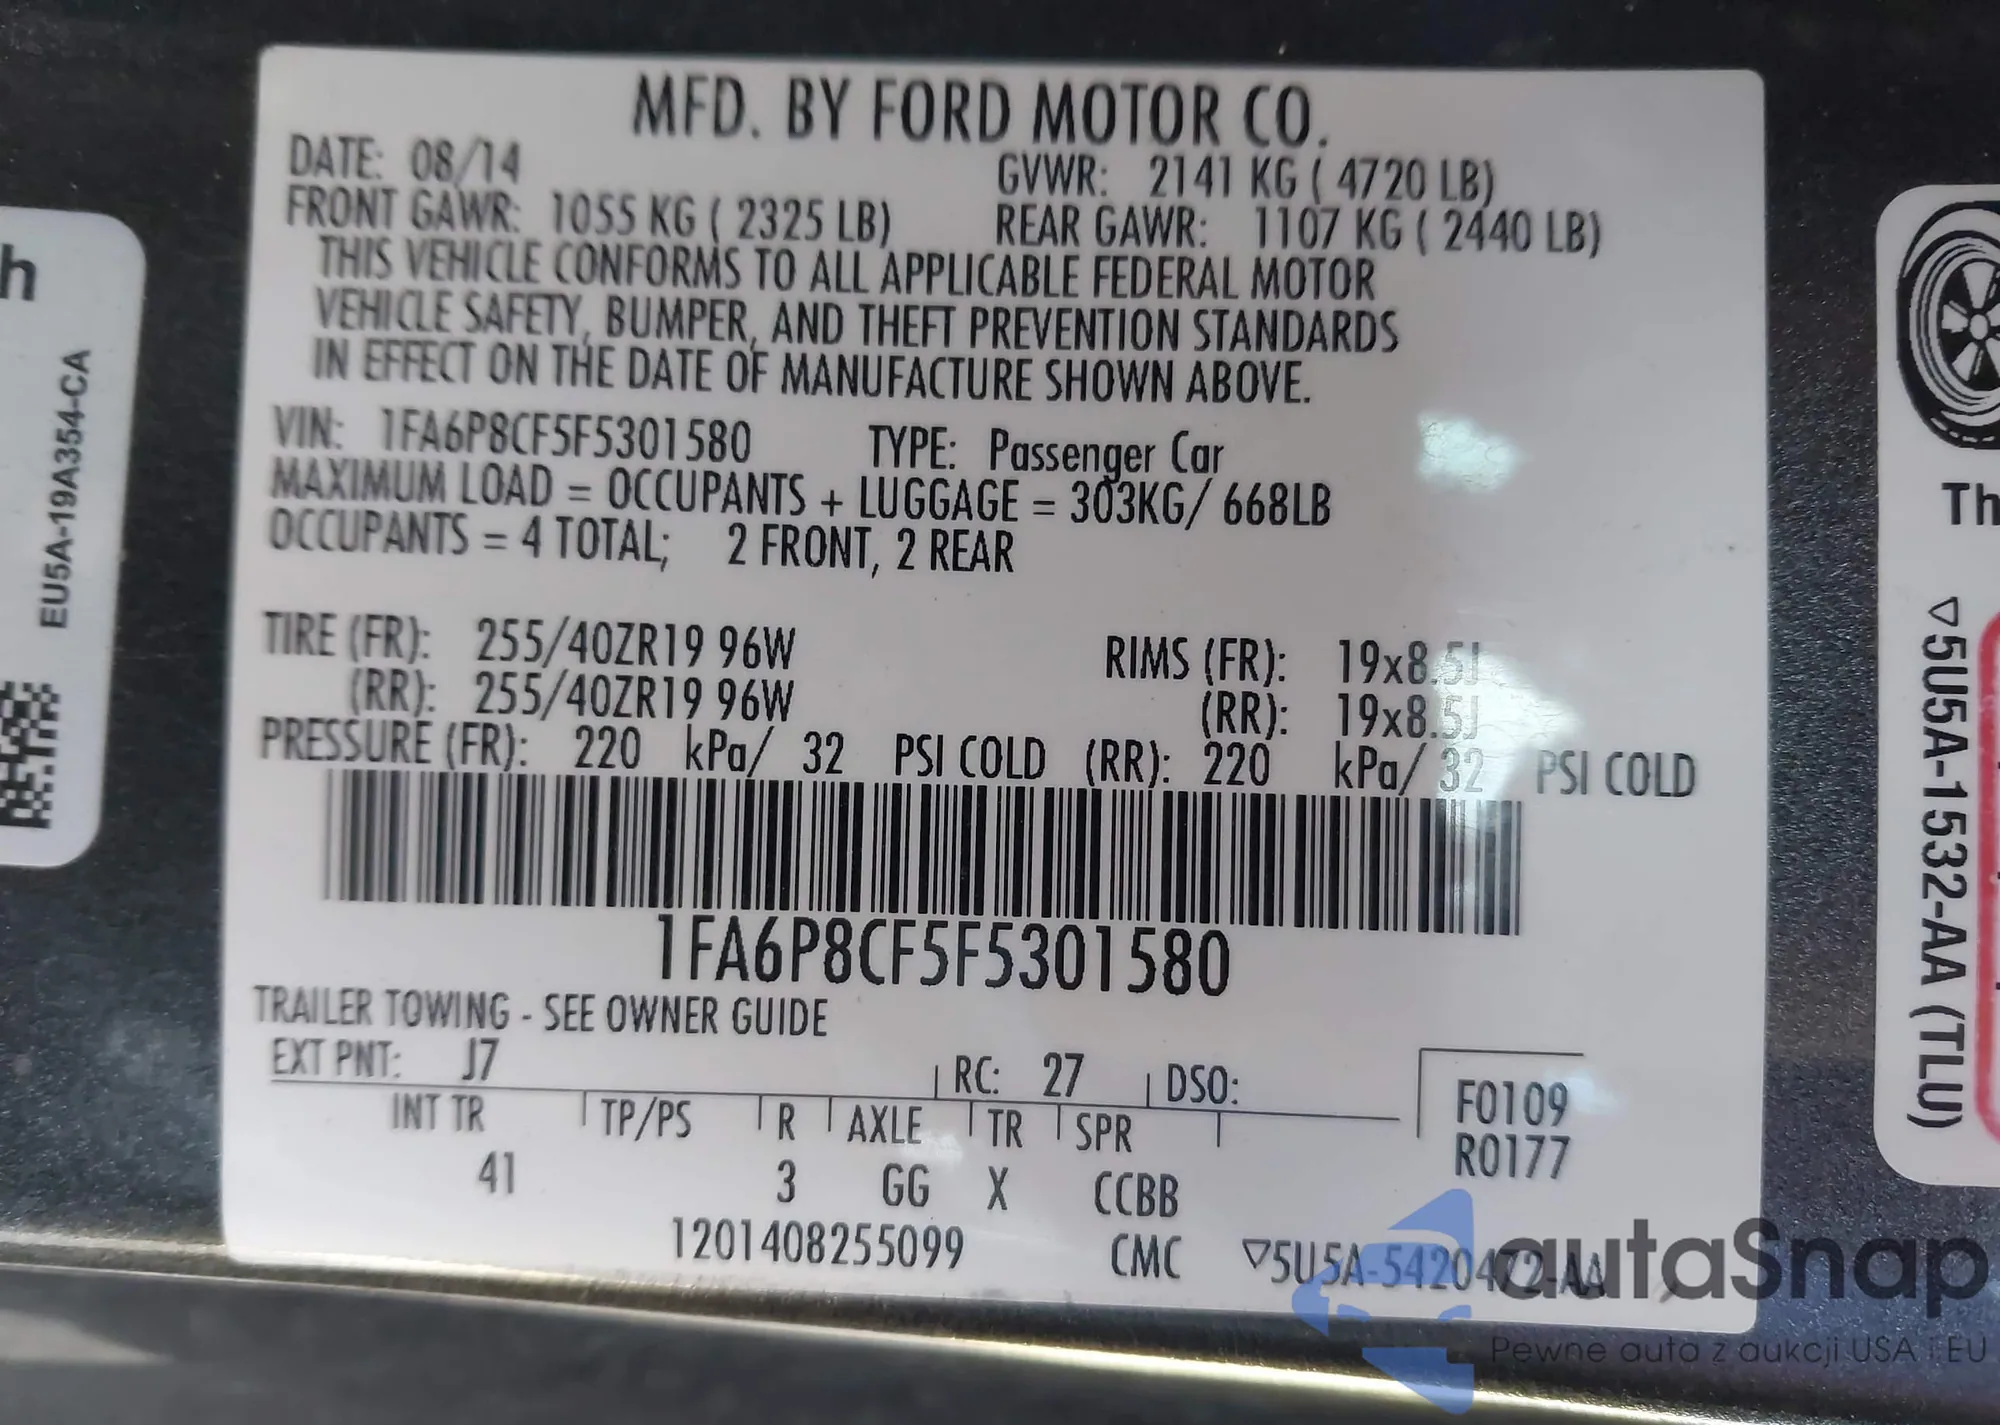 MFD. BY FORD MOTOR CO.
DATE: 08/14
GVWR: 2141 KG ( 4720 LB)
FRONT GAWR: 1055 KG ( 2325 LB)
REAR GAWR: 1107 KG ( 2440 LB)
THIS VEHICLE CONFORMS TO ALL APPLICABLE FEDERAL MOTOR
VEHICLE SAFETY, BUMPER, AND THEFT PREVENTION STANDARDS
IN EFFECT ON THE DATE OF MANUFACTURE SHOWN ABOVE.
VIN: 1FA6P8CF5F5301580 TYPE: Passenger Car
MAXIMUM LOAD = OCCUPANTS + LUGGAGE = 303KG/ 668LB
OCCUPANTS = 4 TOTAL; 2 FRONT, 2 REAR
TIRE (FR): 255/40ZR19 96W RIMS (FR): 19x8.5J
(RR): 255/40ZR19 96W (RR): 19x8.5J
PRESSURE (FR): 220 kPa/ 32 PSI COLD (RR): 220 kPa/ 32 PSI COLD
1FA6P8CF5F5301580
TRAILER TOWING - SEE OWNER GUIDE
EXT PNT: J7 RC: 27 DSO:
INT TR TP/PS R AXLE TR SPR
41 3 GG X CCBB
F0109
R0177
1201408255099 CMC ▽5U5A-5420472-AA
h
EU5A-19A354-CA
Th
▽5U5A-1532-AA (TLU)
autaSnap
Pewne auta z aukcji USA i EU